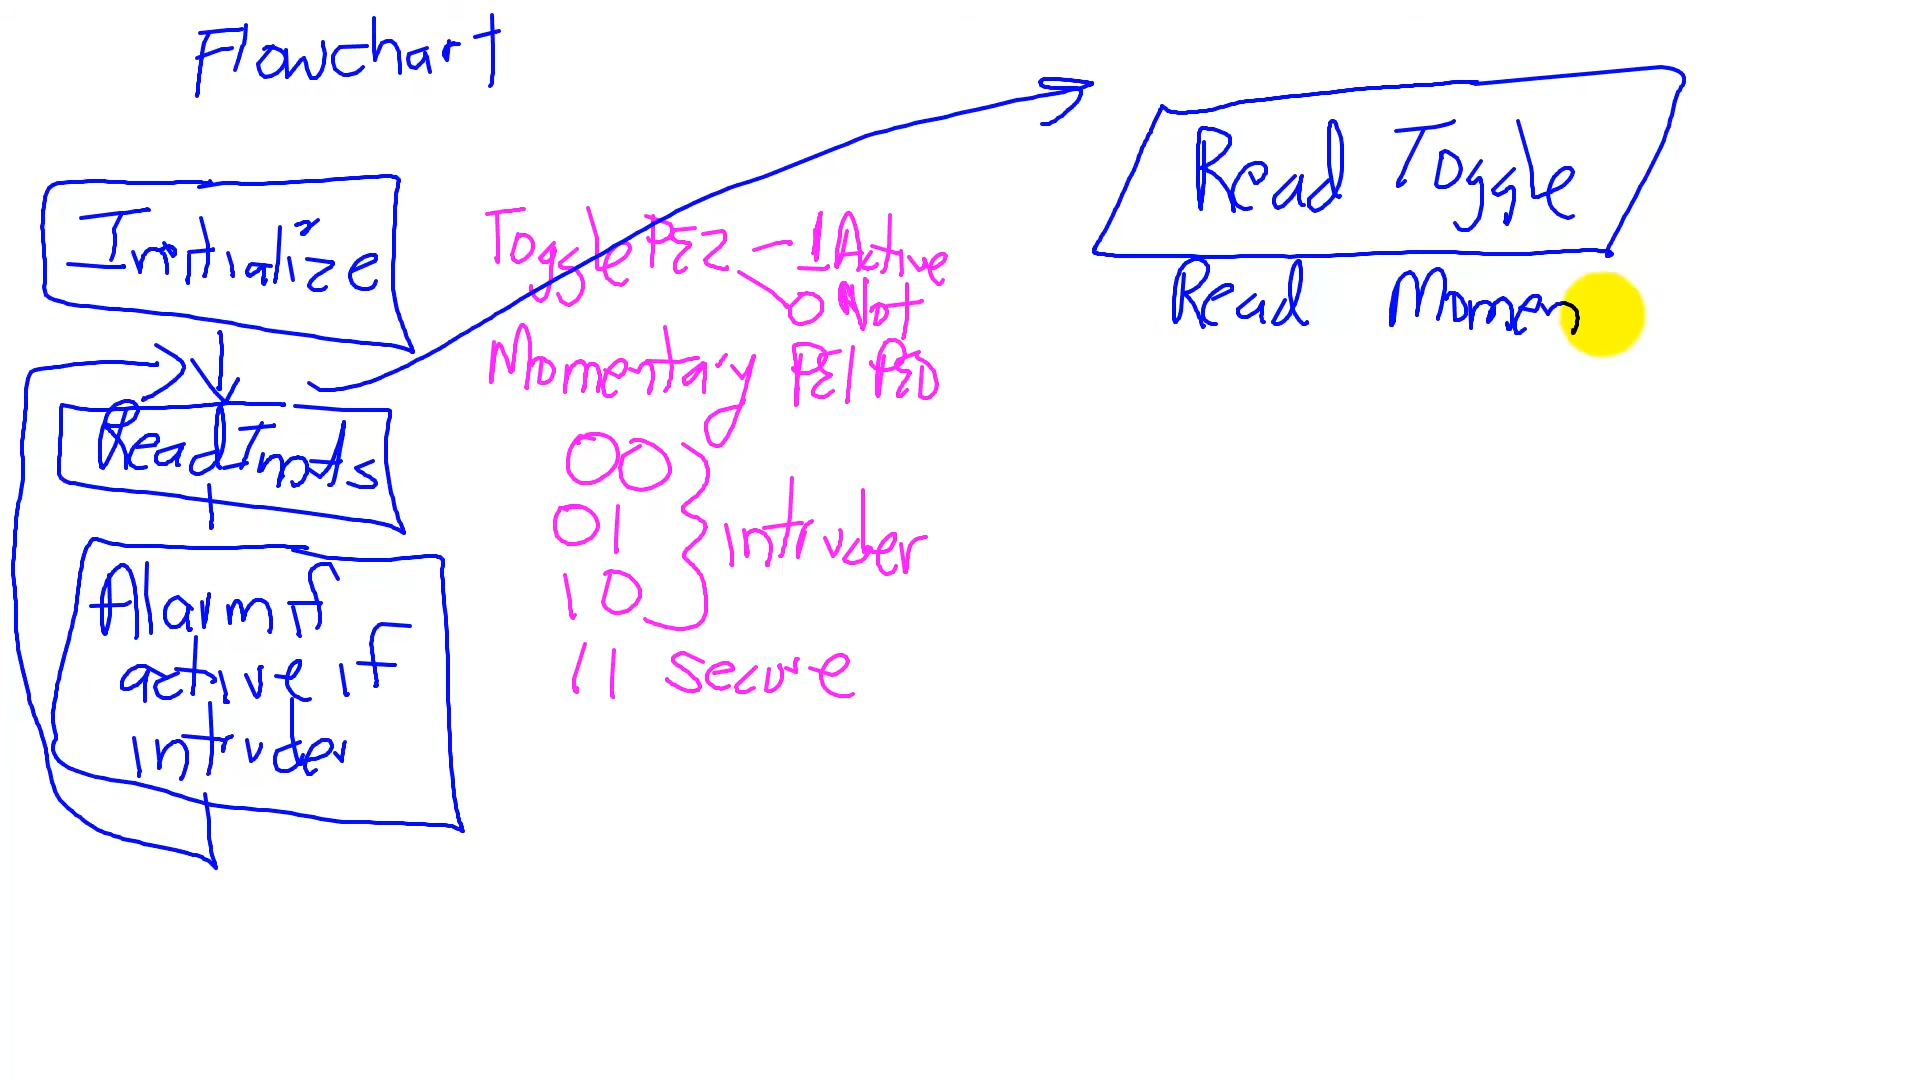 Flowchart
Initialize
Read Inputs
Alarm if
active if
intruder
Toggle PE2 - 1 Active
0 Not
Momentary PE1 PE0
00
01
10
intruder
11 secure
Read Toggle
Read Momen